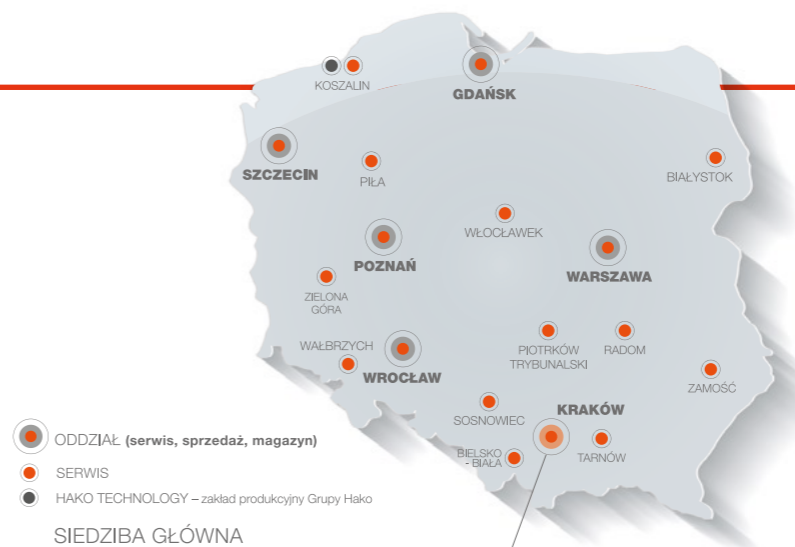 KOSZALIN
GDAŃSK
SZCZECIN
PIŁA
BIAŁYSTOK
WŁOCŁAWEK
POZNAŃ
WARSZAWA
ZIELONA
GÓRA
WAŁBRZYCH
WROCŁAW
PIOTRKÓW
TRYBUNALSKI
RADOM
ZAMOŚĆ
SOSNOWIEC
KRAKÓW
BIELSKO
- BIAŁA
TARNÓW
ODDZIAŁ (serwis, sprzedaż, magazyn)
SERWIS
HAKO TECHNOLOGY – zakład produkcyjny Grupy Hako
SIEDZIBA GŁÓWNA